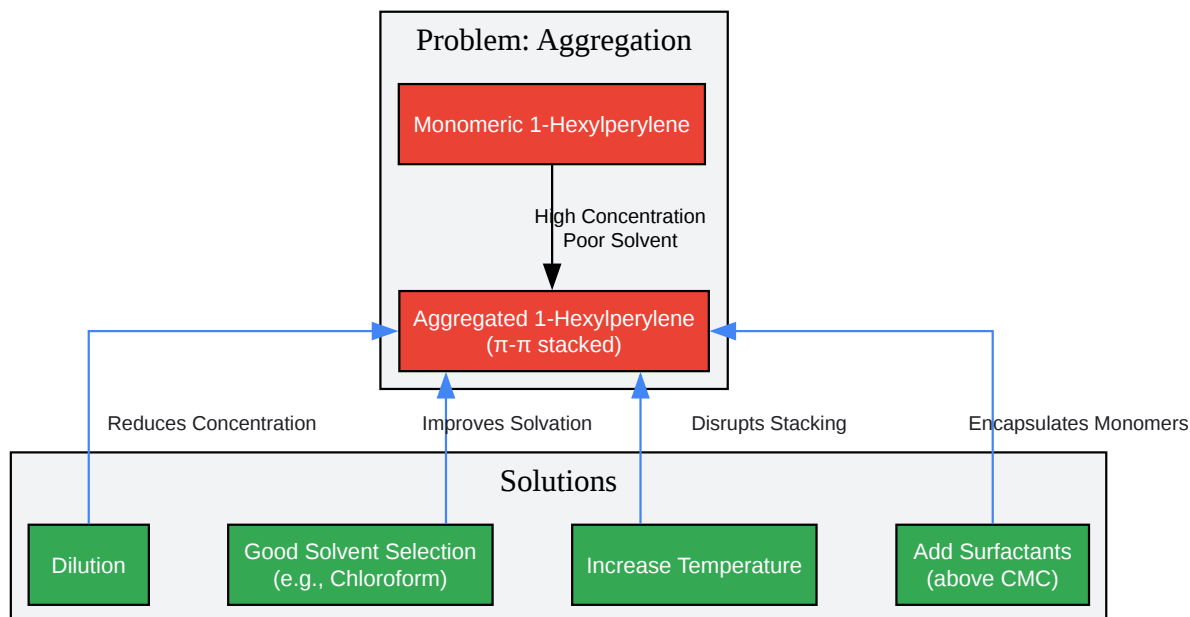 Problem: Aggregation
Monomeric 1-Hexylperylene
High Concentration
Poor Solvent
Aggregated 1-Hexylperylene
(π-π stacked)
Reduces Concentration
Improves Solvation
Disrupts Stacking
Encapsulates Monomers
Solutions
Dilution
Good Solvent Selection
(e.g., Chloroform)
Increase Temperature
Add Surfactants
(above CMC)